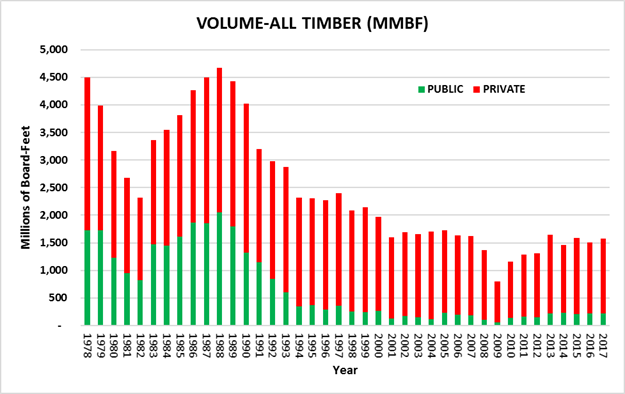 VOLUME-ALL TIMBER (MMBF)
5,000
4,500
4,000
3,500
3,000
2,500
2,000
1,500
1,000
500
-
Millions of Board-Feet
PUBLIC PRIVATE
1978 1979 1980 1981 1982 1983 1984 1985 1986 1987 1988 1989 1990 1991 1992 1993 1994 1995 1996 1997 1998 1999 2000 2001 2002 2003 2004 2005 2006 2007 2008 2009 2010 2011 2012 2013 2014 2015 2016 2017
Year